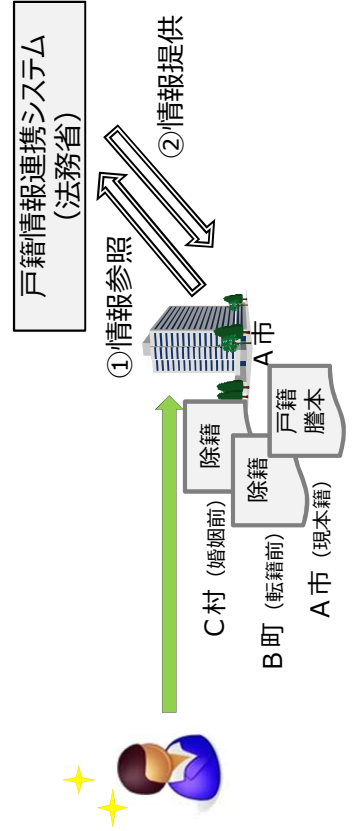 戸籍情報連携システム
（法務省）
①情報参照
②情報提供
A市
除籍
C村（婚姻前）
除籍
B町（転籍前）
戸籍
謄本
A市（現本籍）